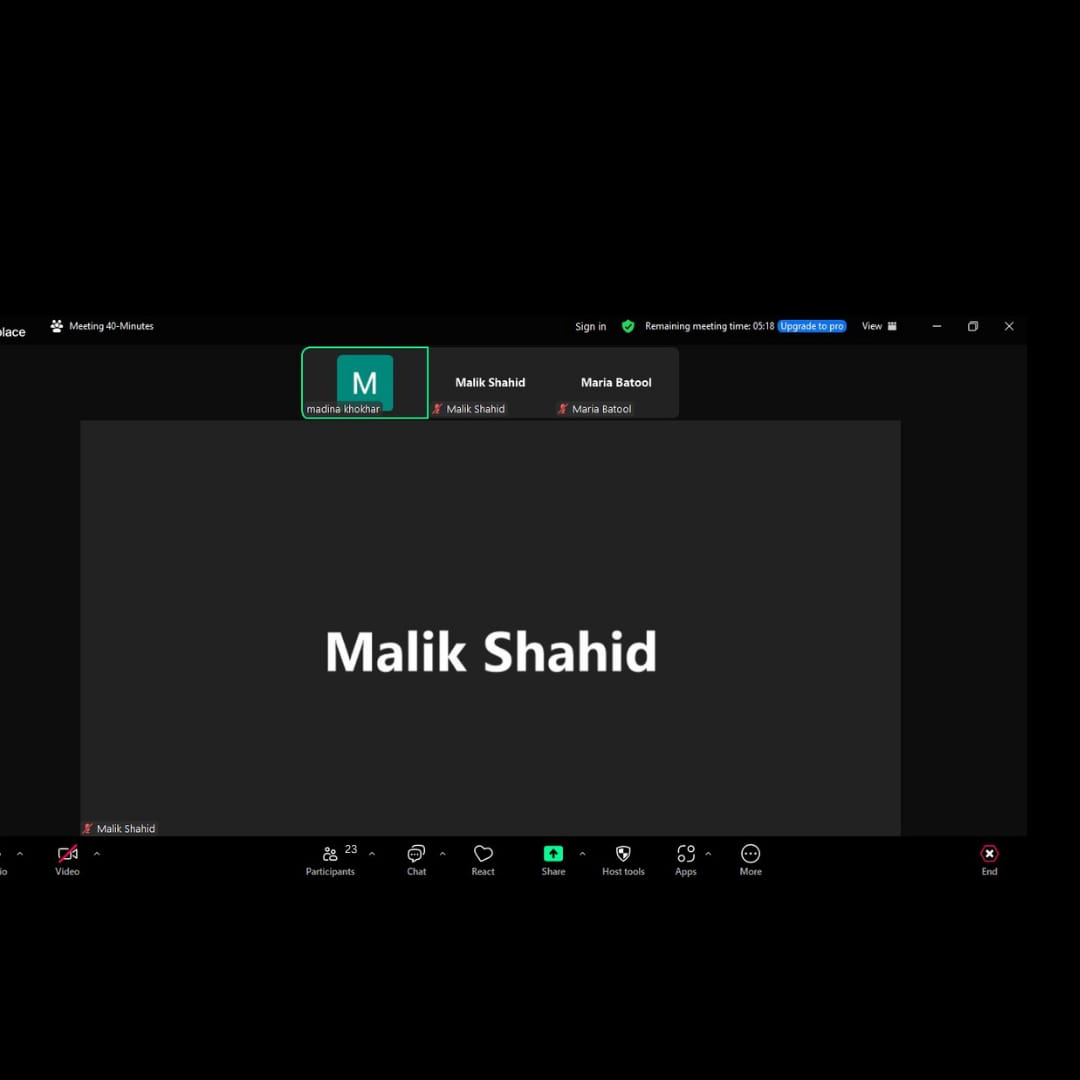 Meeting 40-Minutes
Sign in
Remaining meeting time: 05:18
Upgrade to pro
View
M
madina khokhar
Malik Shahid
Malik Shahid
Maria Batool
Maria Batool
Malik Shahid
Malik Shahid
Video
23
Participants
Chat
React
Share
Host tools
Apps
More
End